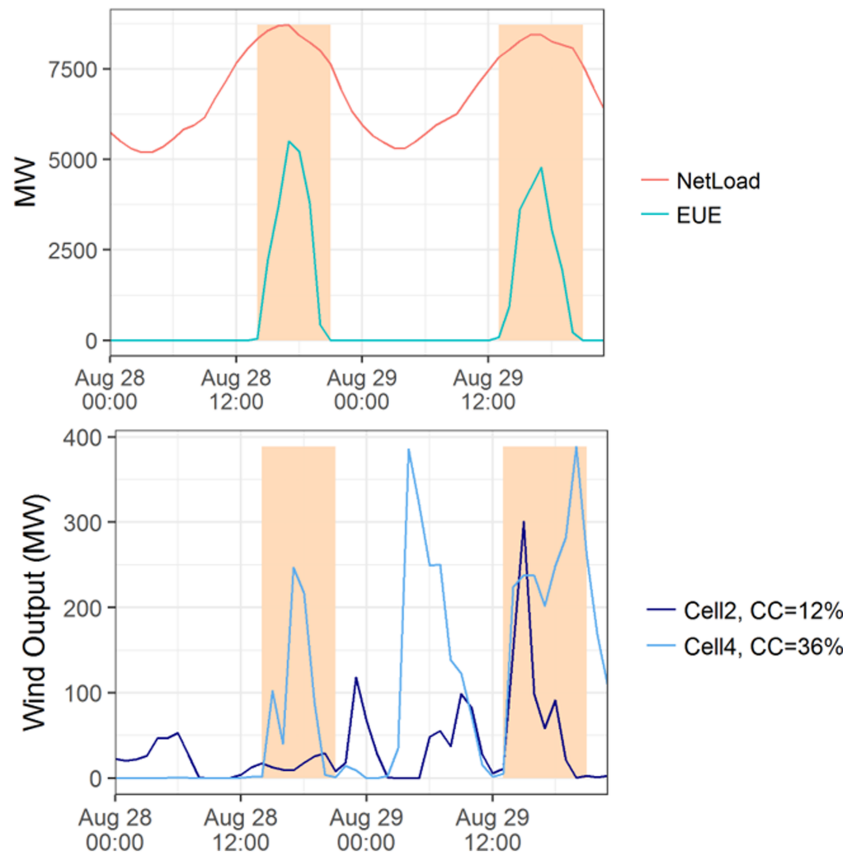 7500
5000
2500
0
MW
Aug 28
00:00
Aug 28
12:00
Aug 29
00:00
Aug 29
12:00
NetLoad
EUE
400
300
200
100
0
Wind Output (MW)
Aug 28
00:00
Aug 28
12:00
Aug 29
00:00
Aug 29
12:00
Cell2, CC=12%
Cell4, CC=36%